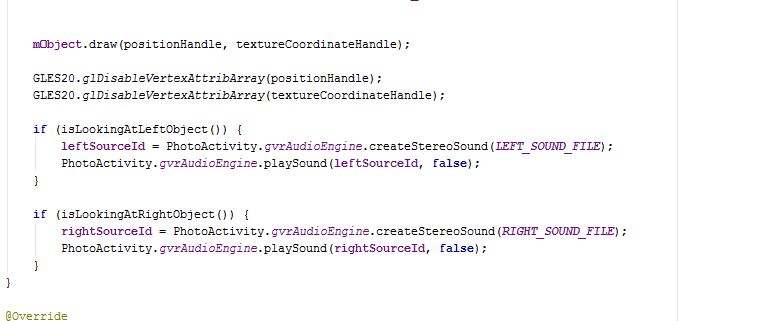 mObject.draw(positionHandle, textureCoordinateHandle);
GLES20.glDisableVertexAttribArray(positionHandle);
GLES20.glDisableVertexAttribArray(textureCoordinateHandle);
if (isLookingAtLeftObject()) {
leftSourceId = PhotoActivity.gvrAudioEngine.createStereoSound(LEFT_SOUND_FILE);
PhotoActivity.gvrAudioEngine.playSound(leftSourceId, false);
}
if (isLookingAtRightObject()) {
rightSourceId = PhotoActivity.gvrAudioEngine.createStereoSound(RIGHT_SOUND_FILE);
PhotoActivity.gvrAudioEngine.playSound(rightSourceId, false);
}
}
@Override